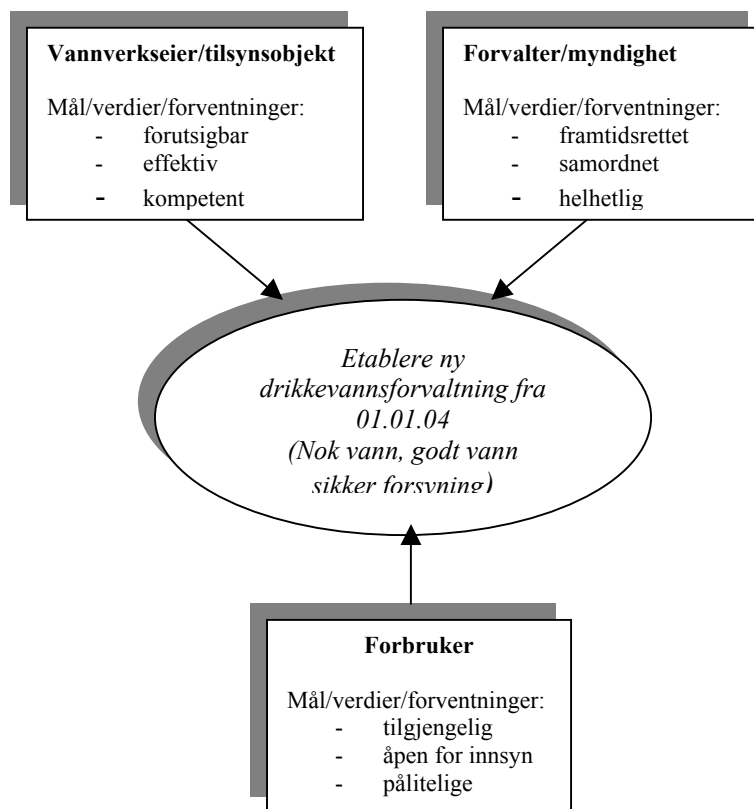 Vannverkseier/tilsynsobjekt
Mål/verdier/forventninger:
- forutsigbar
- effektiv
- kompetent
Forvalter/myndighet
Mål/verdier/forventninger:
- framtidsrettet
- samordnet
- helhetlig
Etablere ny
drikkevannsforvaltning fra
01.01.04
(Nok vann, godt vann
sikker forsyning)
Forbruker
Mål/verdier/forventninger:
- tilgjengelig
- åpen for innsyn
- pålitelige